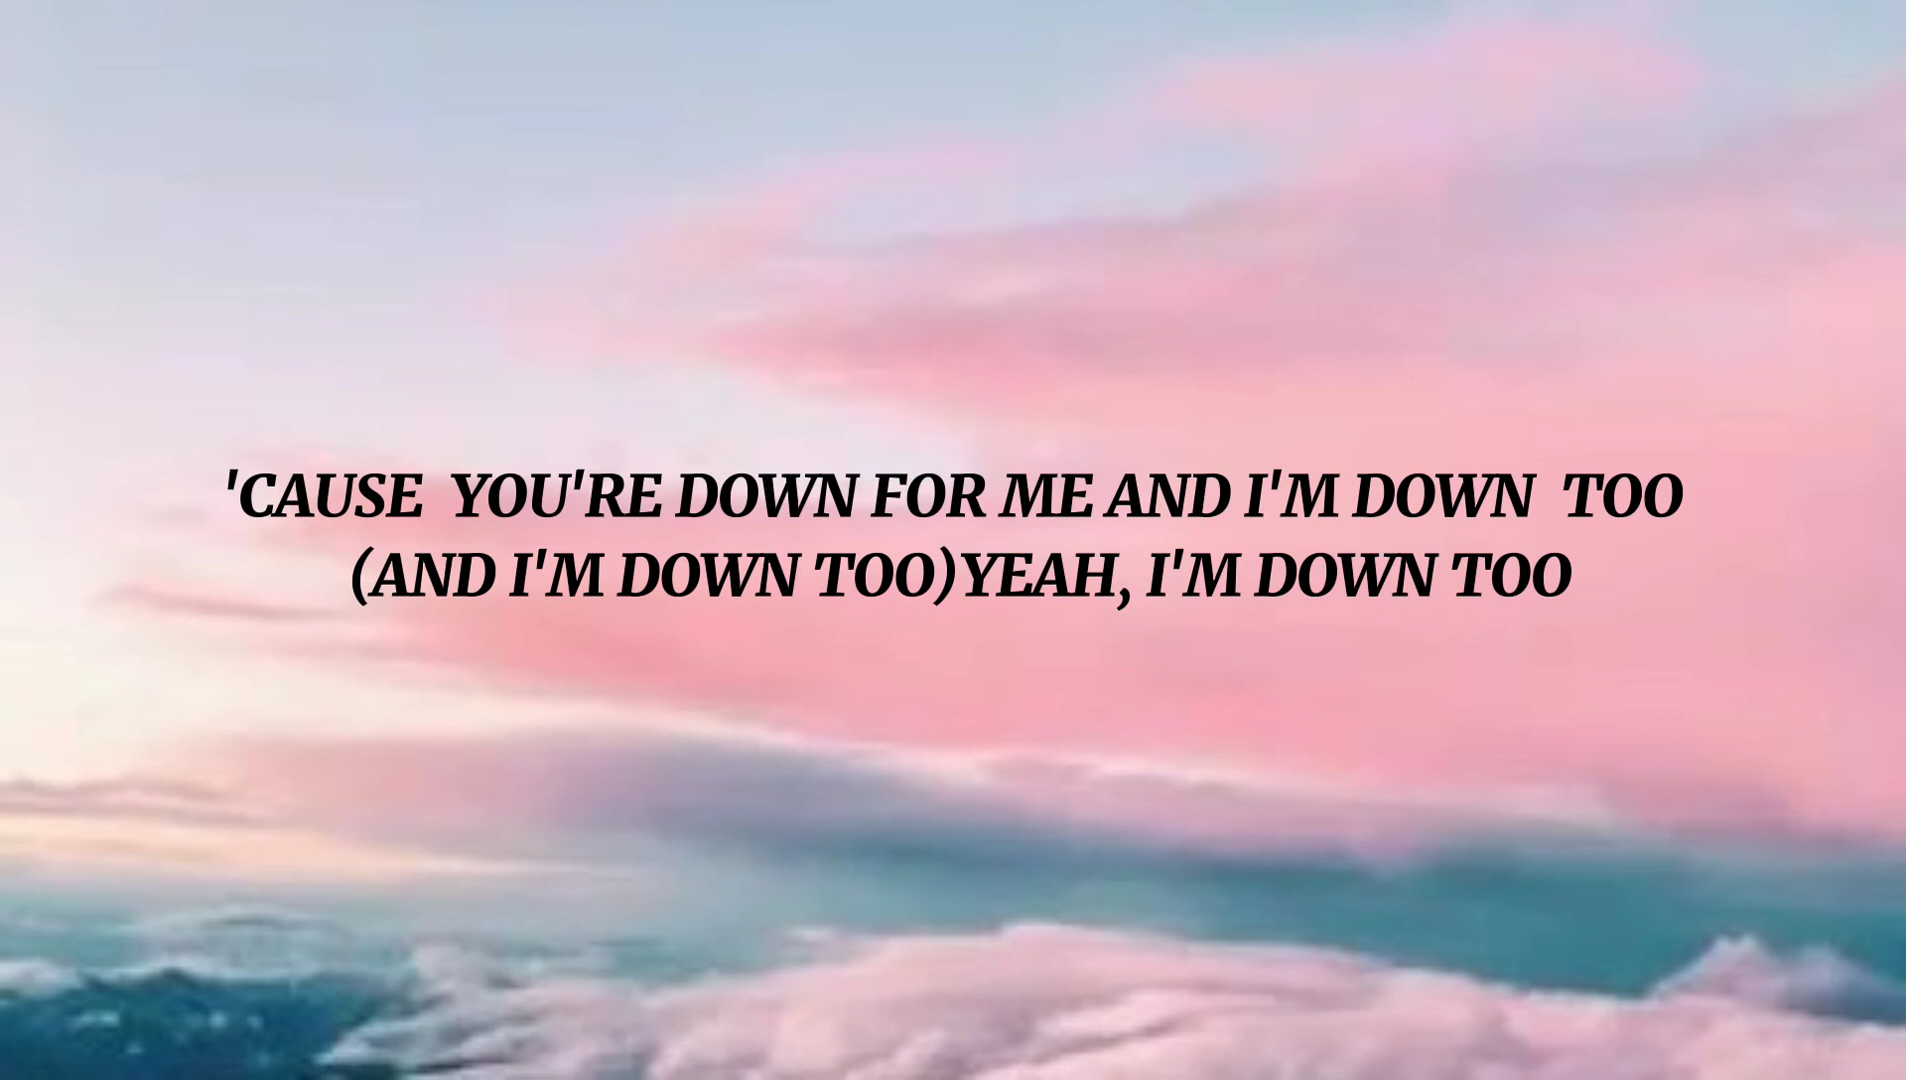 'CAUSE  YOU'RE DOWN FOR ME AND I'M DOWN  TOO
(AND I'M DOWN TOO)YEAH, I'M DOWN TOO